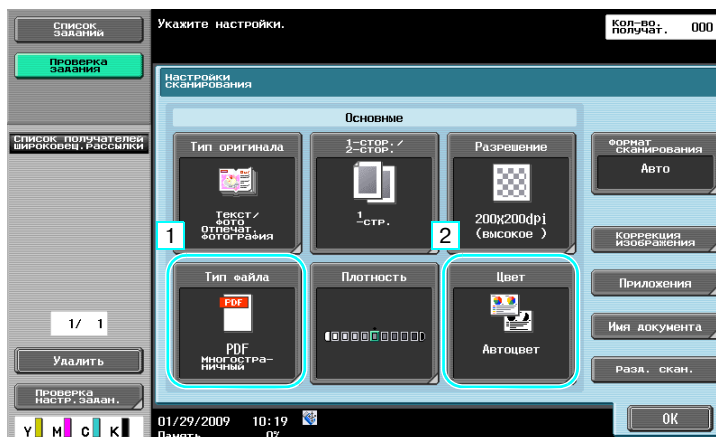 Список
заданий
Проверка
задания
Список получателей
широковещ.рассылки
1/ 1
Удалить
Проверка
настр.задан.
Y M C K
Укажите настройки.
Кол-во.
получат. 000
Настройки
сканирования
Основные
Тип оригинала
Текст/
Фото
отпечат.
Фотография
1-стор./
2-стор.
1
-стр.
Разрешение
200X200dpi
(высокое )
Формат
сканирования
Авто
1
2
Тип файла
PDF
PDF
Многостра-
ничный
Плотность
Цвет
Автоцвет
Коррекция
изображения
Приложения
Имя документа
Разд. скан.
01/29/2009 10:19
Память 0%
OK